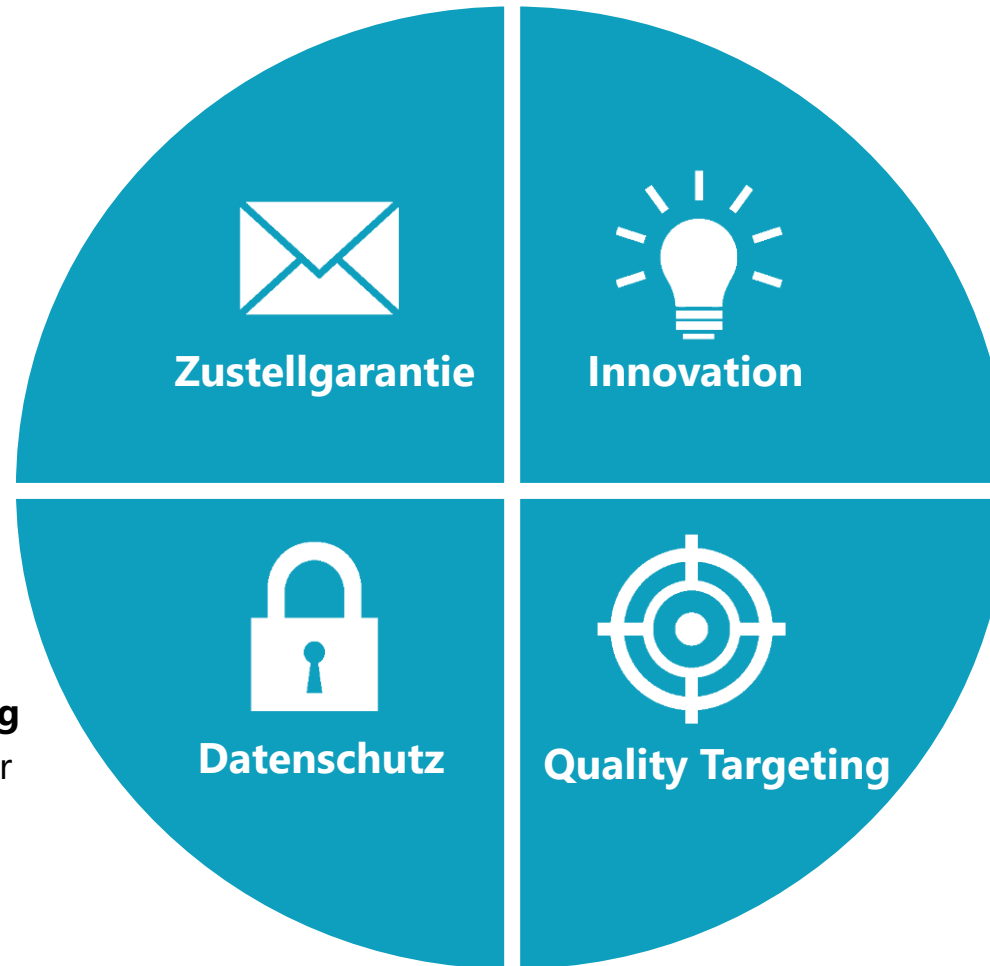 Zustellgarantie
Innovation
g
r
Datenschutz
Quality Targeting